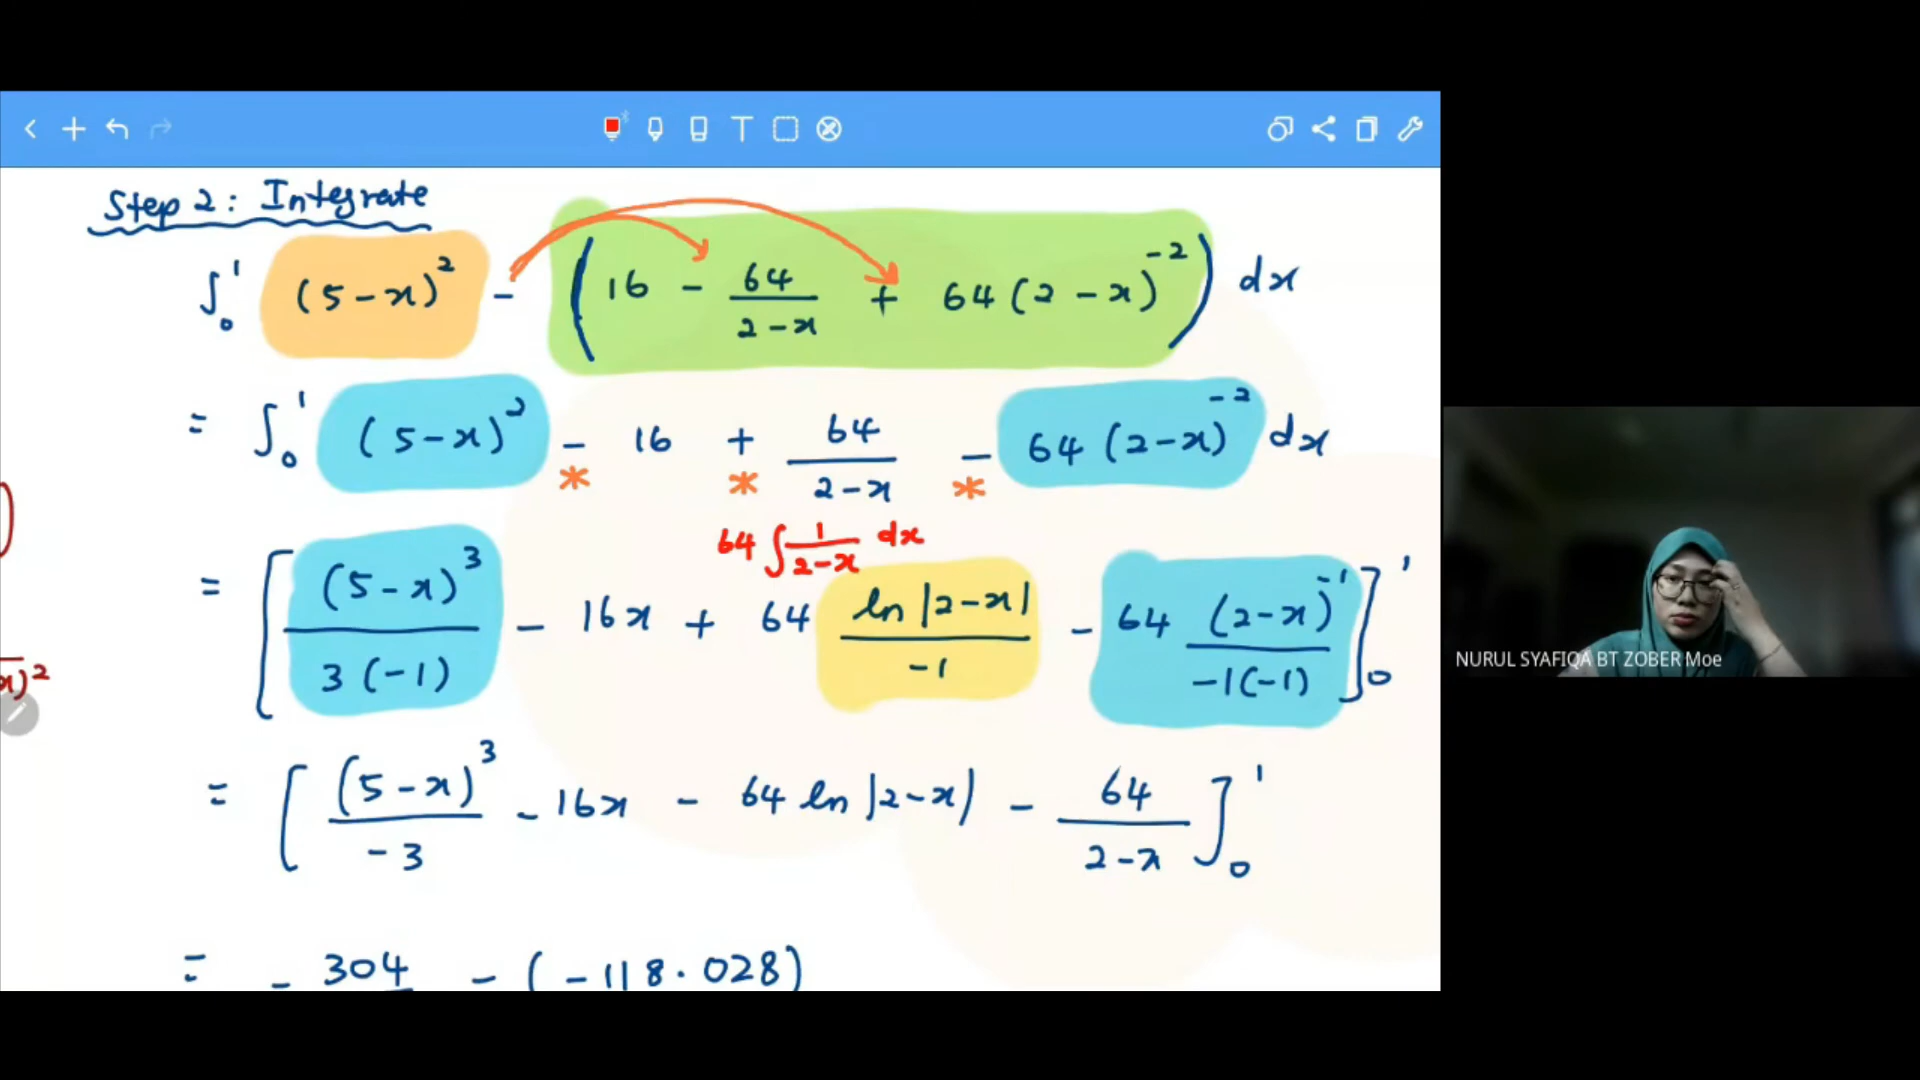 Step 2: Integrate
∫₀¹ (5-x)² - (16 - 64/(2-x) + 64(2-x)⁻²) dx
= ∫₀¹ (5-x)² - 16 + 64/(2-x) - 64(2-x)⁻² dx
* * *
64 ∫ 1/(2-x) dx
= [(5-x)³/(3(-1)) - 16x + 64 ln|2-x|/(-1) - 64 (2-x)⁻¹/(-1(-1))]₀¹
x)²
= [(5-x)³/(-3) - 16x - 64 ln|2-x| - 64/(2-x)]₀¹
= - 304 - (-118.028)
NURUL SYAFIQA BT ZOBER Moe